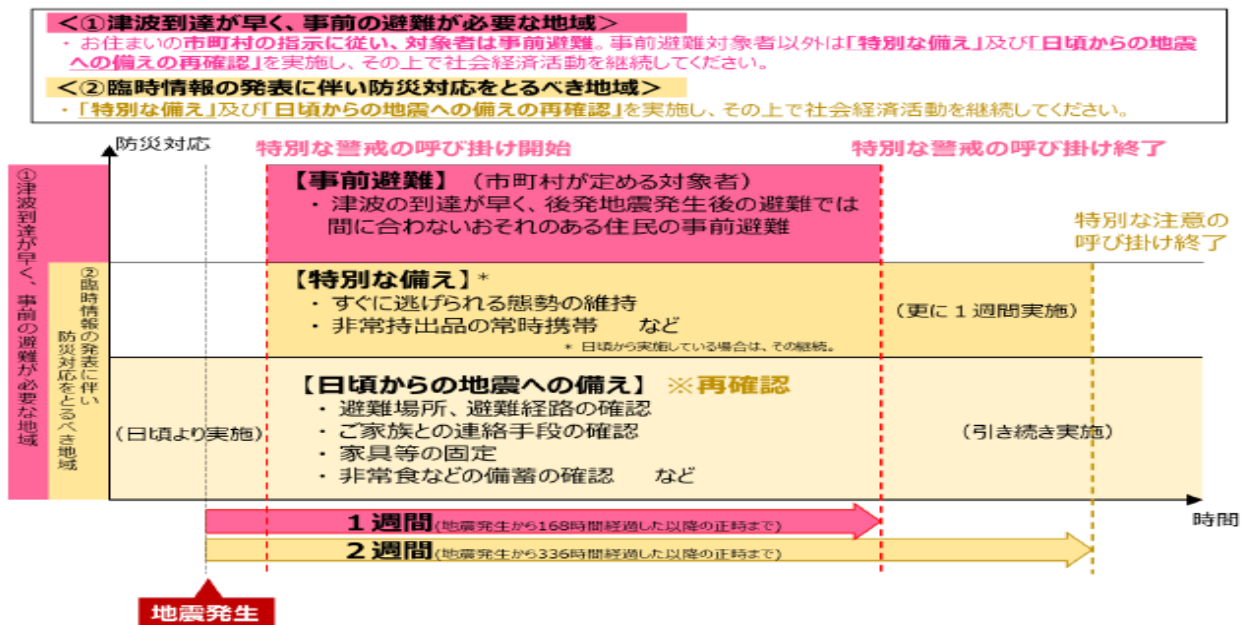 <①津波到達が早く、事前の避難が必要な地域>
・お住まいの市町村の指示に従い、対象者は事前避難。事前避難対象者以外は「特別な備え」及び「日頃からの地震
への備えの再確認」を実施し、その上で社会経済活動を継続してください。
<②臨時情報の発表に伴い防災対応をとるべき地域>
・「特別な備え」及び「日頃からの地震への備えの再確認」を実施し、その上で社会経済活動を継続してください。
防災対応
特別な警戒の呼び掛け開始
特別な警戒の呼び掛け終了
①津波到達が早く、事前の避難が必要な地域
【事前避難】（市町村が定める対象者）
・津波の到達が早く、後発地震発生後の避難では
間に合わないおそれのある住民の事前避難
特別な注意の
呼び掛け終了
②臨時情報の発表に伴い
防災対応をとるべき地域
【特別な備え】*
・すぐに逃げられる態勢の維持
・非常持出品の常時携帯　など
* 日頃から実施している場合は、その継続。
（更に１週間実施）
【日頃からの地震への備え】※再確認
・避難場所、避難経路の確認
・ご家族との連絡手段の確認
・家具等の固定
・非常食などの備蓄の確認　など
（日頃より実施）
（引き続き実施）
１週間(地震発生から168時間経過した以降の正時まで)
時間
２週間(地震発生から336時間経過した以降の正時まで)
地震発生